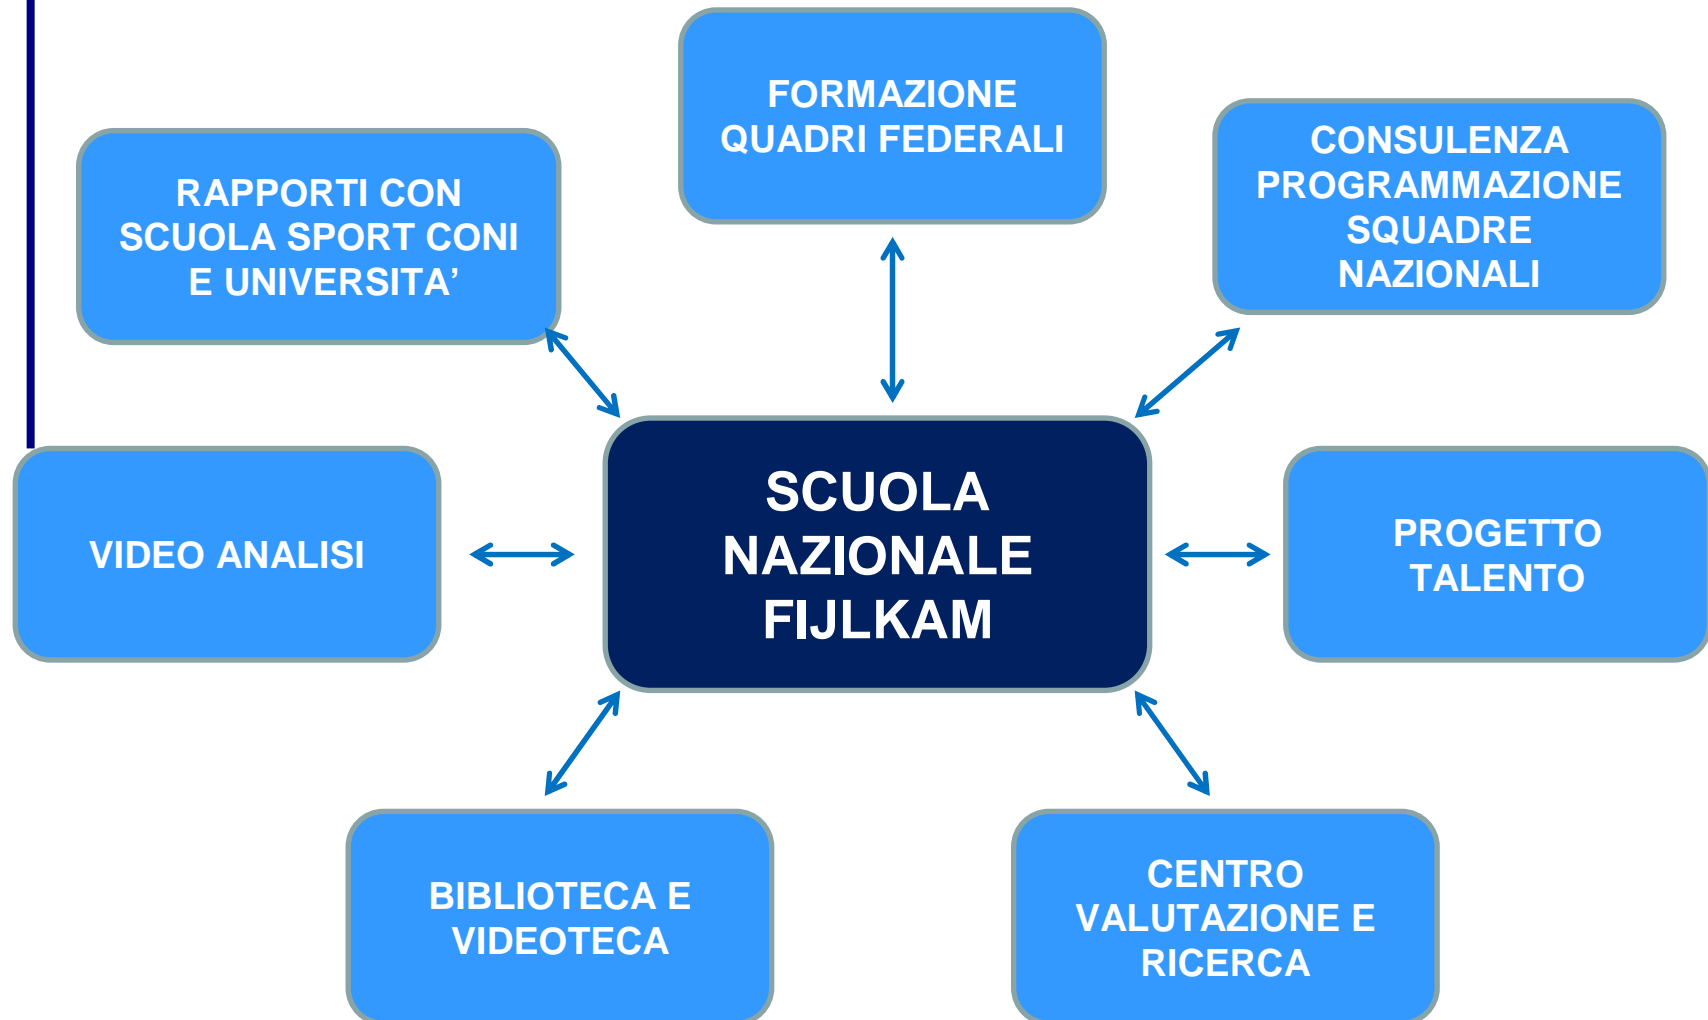 FORMAZIONE
QUADRI FEDERALI
CONSULENZA
PROGRAMMAZIONE
SQUADRE
NAZIONALI
RAPPORTI CON
SCUOLA SPORT CONI
E UNIVERSITA’
SCUOLA
NAZIONALE
FIJLKAM
VIDEO ANALISI
PROGETTO
TALENTO
BIBLIOTECA E
VIDEOTECA
CENTRO
VALUTAZIONE E
RICERCA